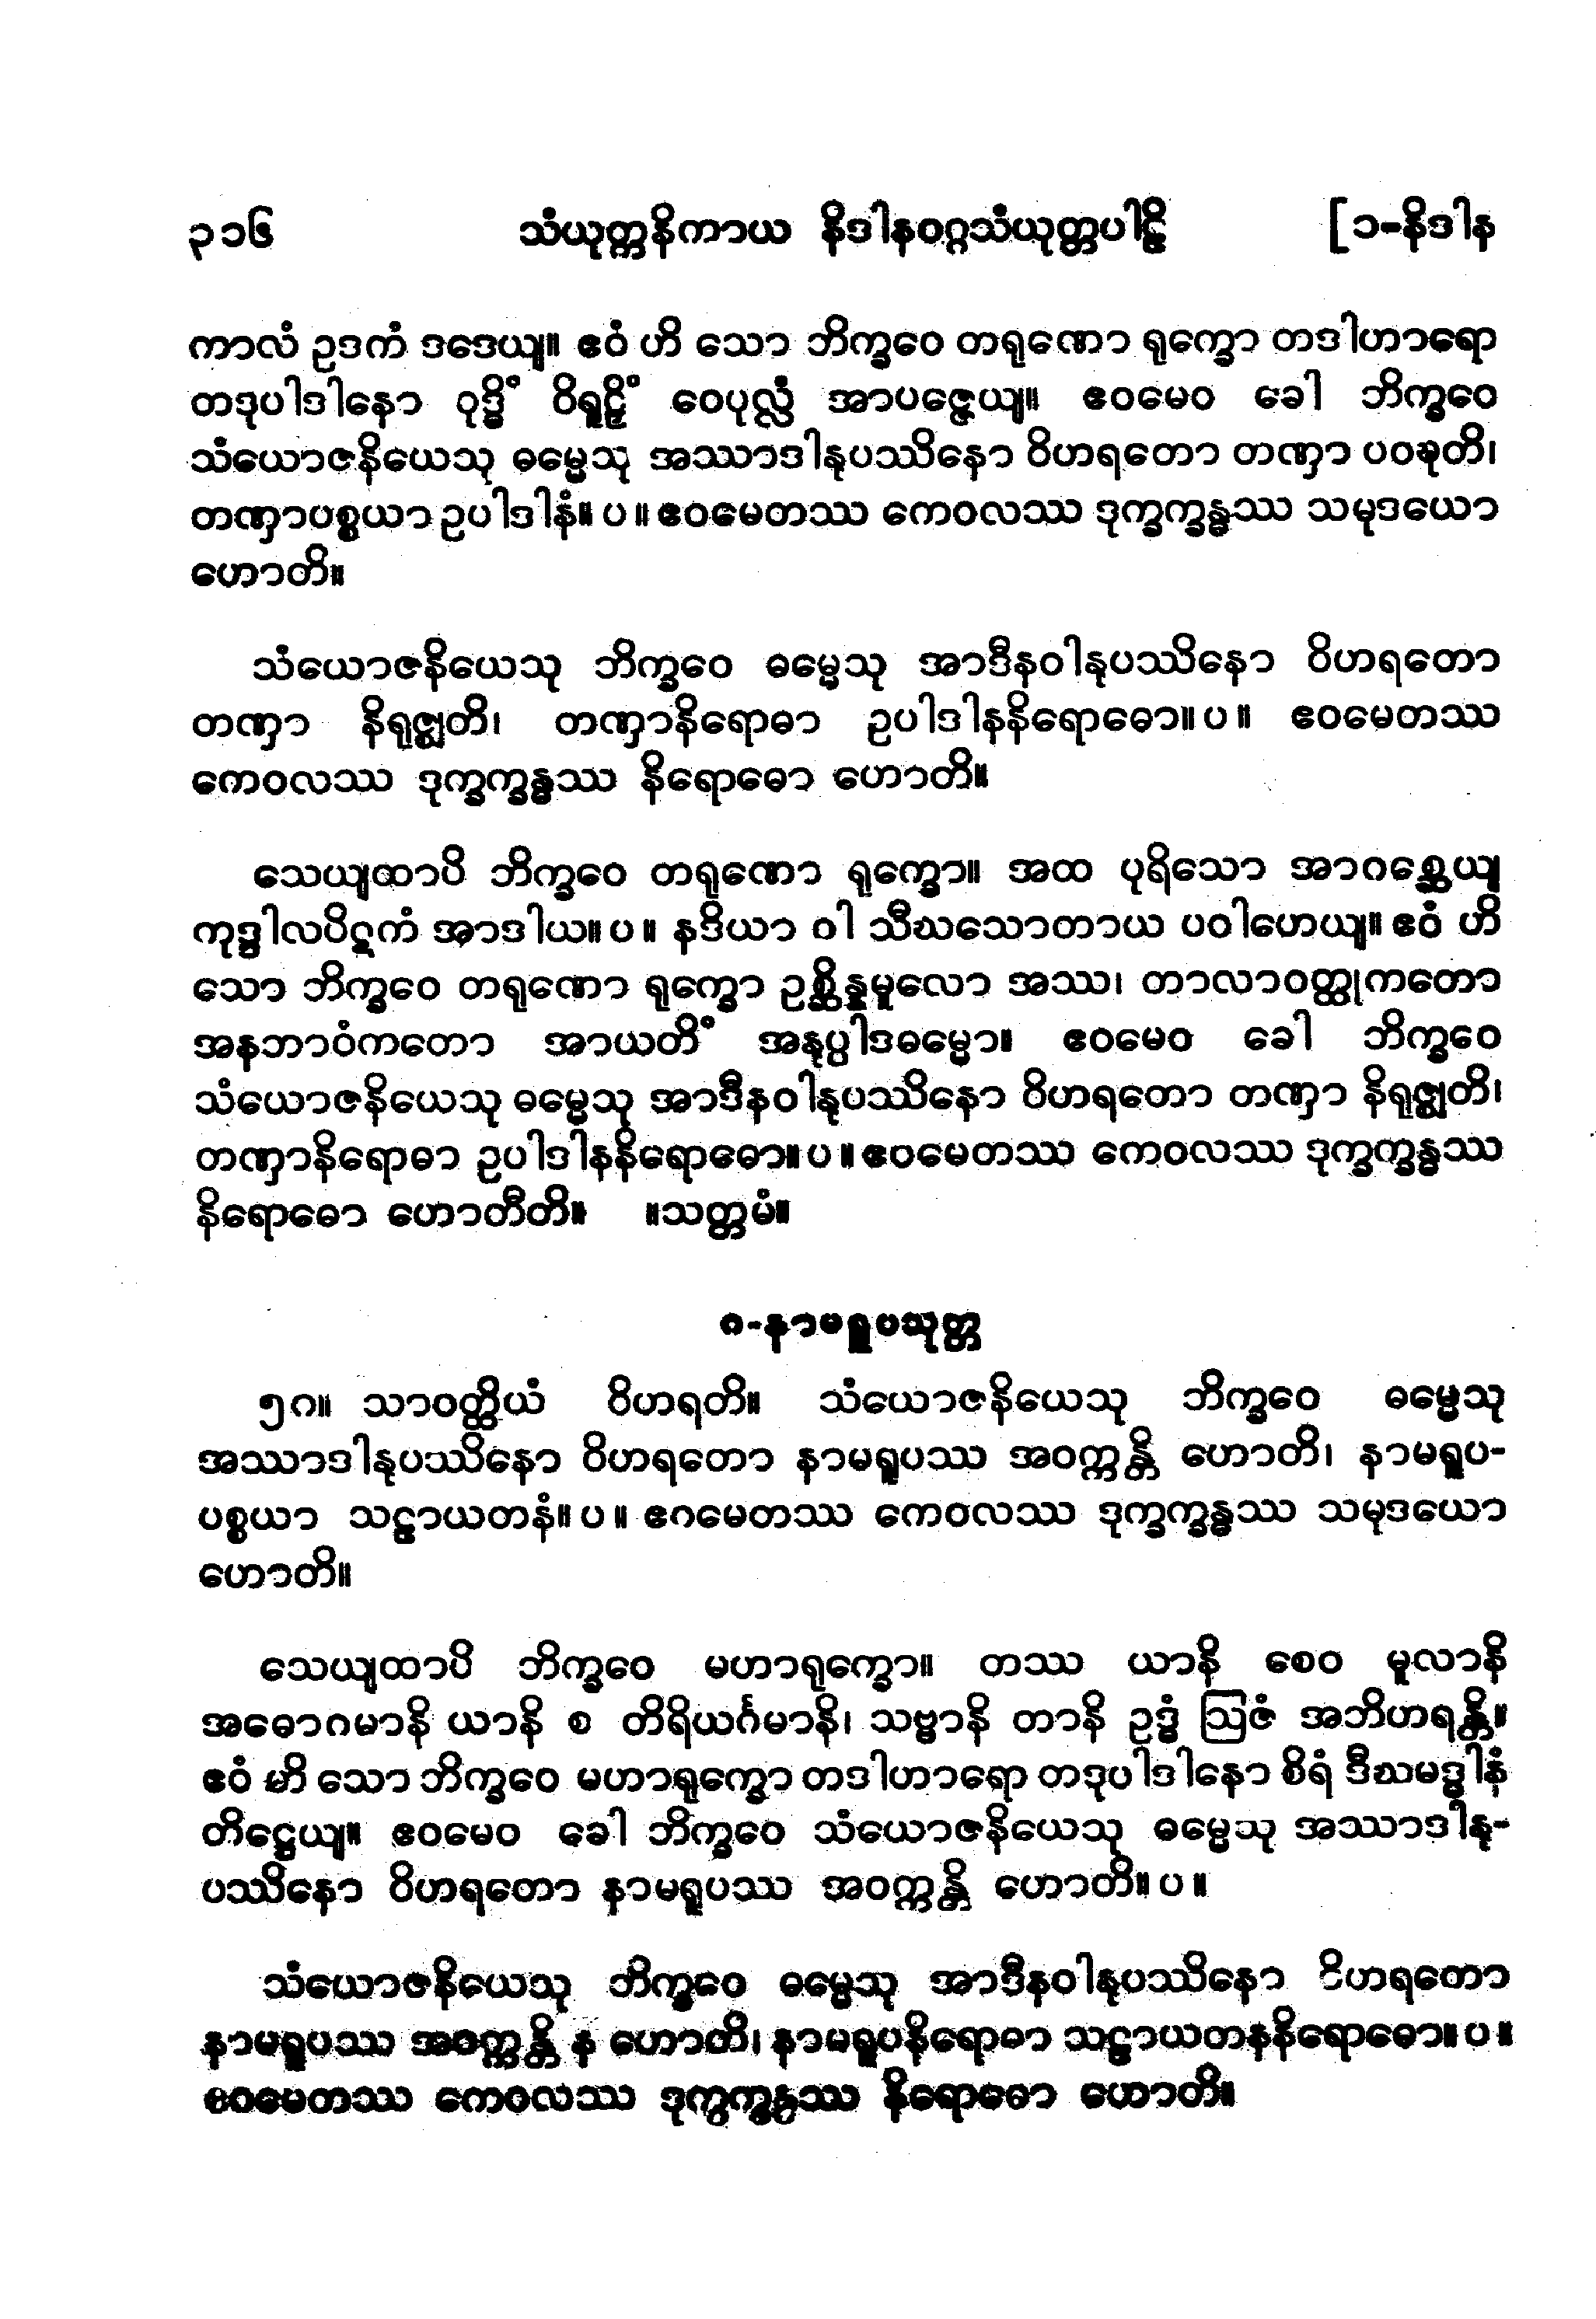 ၃၁၆ သံယုတ္တနိကာယ နိဒါနဝဂ္ဂသံယုတ္တပါဠိ [၁-နိဒါန
ကာလံ ဥဒကံ ဒဒေယျ။ ဧဝံ ဟိ သော ဘိက္ခဝေ တရုဏော ရုက္ခော တဒါဟာရော
တဒုပါဒါနော ဝုဒ္ဓိံ ဝိရူဠှိံ ဝေပုလ္လံ အာပဇ္ဇေယျ။ ဧဝမေဝ ခေါ ဘိက္ခဝေ
သံယောဇနိယေသု ဓမ္မေသု အဿာဒါနုပဿိနော ဝိဟရတော တဏှာ ပဝၑုတိ၊
တဏှာပစ္စယာ ဥပါဒါနံ။ ပ ။ ဧဝမေတဿ ကေဝလဿ ဒုက္ခက္ခန္ဓဿ သမုဒယော
ဟောတိ။
သံယောဇနိယေသု ဘိက္ခဝေ ဓမ္မေသု အာဒီနဝါနုပဿိနော ဝိဟရတော
တဏှာ နိရုဇ္ဈတိ၊ တဏှာနိရောဓာ ဥပါဒါနနိရောဓော။ ပ ။ ဧဝမေတဿ
ကေဝလဿ ဒုက္ခက္ခန္ဓဿ နိရောဓော ဟောတိ။
သေယျထာပိ ဘိက္ခဝေ တရုဏော ရုက္ခော။ အထ ပုရိသော အာဂစ္ဆေယျ
ကုဒ္ဒါလပိဋကံ အာဒါယ။ ပ ။ နဒိယာ ဝါ သီဃသောတာယ ပဝါဟေယျ။ ဧဝံ ဟိ
သော ဘိက္ခဝေ တရုဏော ရုက္ခော ဥစ္ဆိန္နမူလော အဿ၊ တာလာဝတ္ထုကတော
အနဘာဝံကတော အာယတိံ အနုပ္ပါဒဓမ္မော။ ဧဝမေဝ ခေါ ဘိက္ခဝေ
သံယောဇနိယေသု ဓမ္မေသု အာဒီနဝါနုပဿိနော ဝိဟရတော တဏှာ နိရုဇ္ဈတိ၊
တဏှာနိရောဓာ ဥပါဒါနနိရောဓော။ ပ ။ ဧဝမေတဿ ကေဝလဿ ဒုက္ခက္ခန္ဓဿ
နိရောဓော ဟောတီတိ။ ။သတ္တမံ။
၈-နာမရူပသုတ္တ
၅၈။ သာဝတ္ထိယံ ဝိဟရတိ။ သံယောဇနိယေသု ဘိက္ခဝေ ဓမ္မေသု
အဿာဒါနုပဿိနော ဝိဟရတော နာမရူပဿ အဝက္ကန္တိ ဟောတိ၊ နာမရူပ-
ပစ္စယာ သဠာယတနံ။ ပ ။ ဧဝမေတဿ ကေဝလဿ ဒုက္ခက္ခန္ဓဿ သမုဒယော
ဟောတိ။
သေယျထာပိ ဘိက္ခဝေ မဟာရုက္ခော။ တဿ ယာနိ စေဝ မူလာနိ
အဓောဂမာနိ ယာနိ စ တိရိယင်္ဂမာနိ၊ သဗ္ဗာနိ တာနိ ဥဒ္ဓံ ဩဇံ အဘိဟရန္တိ။
ဧဝံ ဟိ သော ဘိက္ခဝေ မဟာရုက္ခော တဒါဟာရော တဒုပါဒါနော စိရံ ဒီဃမဒ္ဓါနံ
တိဋ္ဌေယျ။ ဧဝမေဝ ခေါ ဘိက္ခဝေ သံယောဇနိယေသု ဓမ္မေသု အဿာဒါနု-
ပဿိနော ဝိဟရတော နာမရူပဿ အဝက္ကန္တိ ဟောတိ။ ပ ။
သံယောဇနိယေသု ဘိက္ခဝေ ဓမ္မေသု အာဒီနဝါနုပဿိနော ဝိဟရတော
နာမရူပဿ အဝက္ကန္တိ န ဟောတိ၊ နာမရူပနိရောဓာ သဠာယတနနိရောဓော။ ပ ။
ဧဝမေတဿ ကေဝလဿ ဒုက္ခက္ခန္ဓဿ နိရောဓော ဟောတိ။